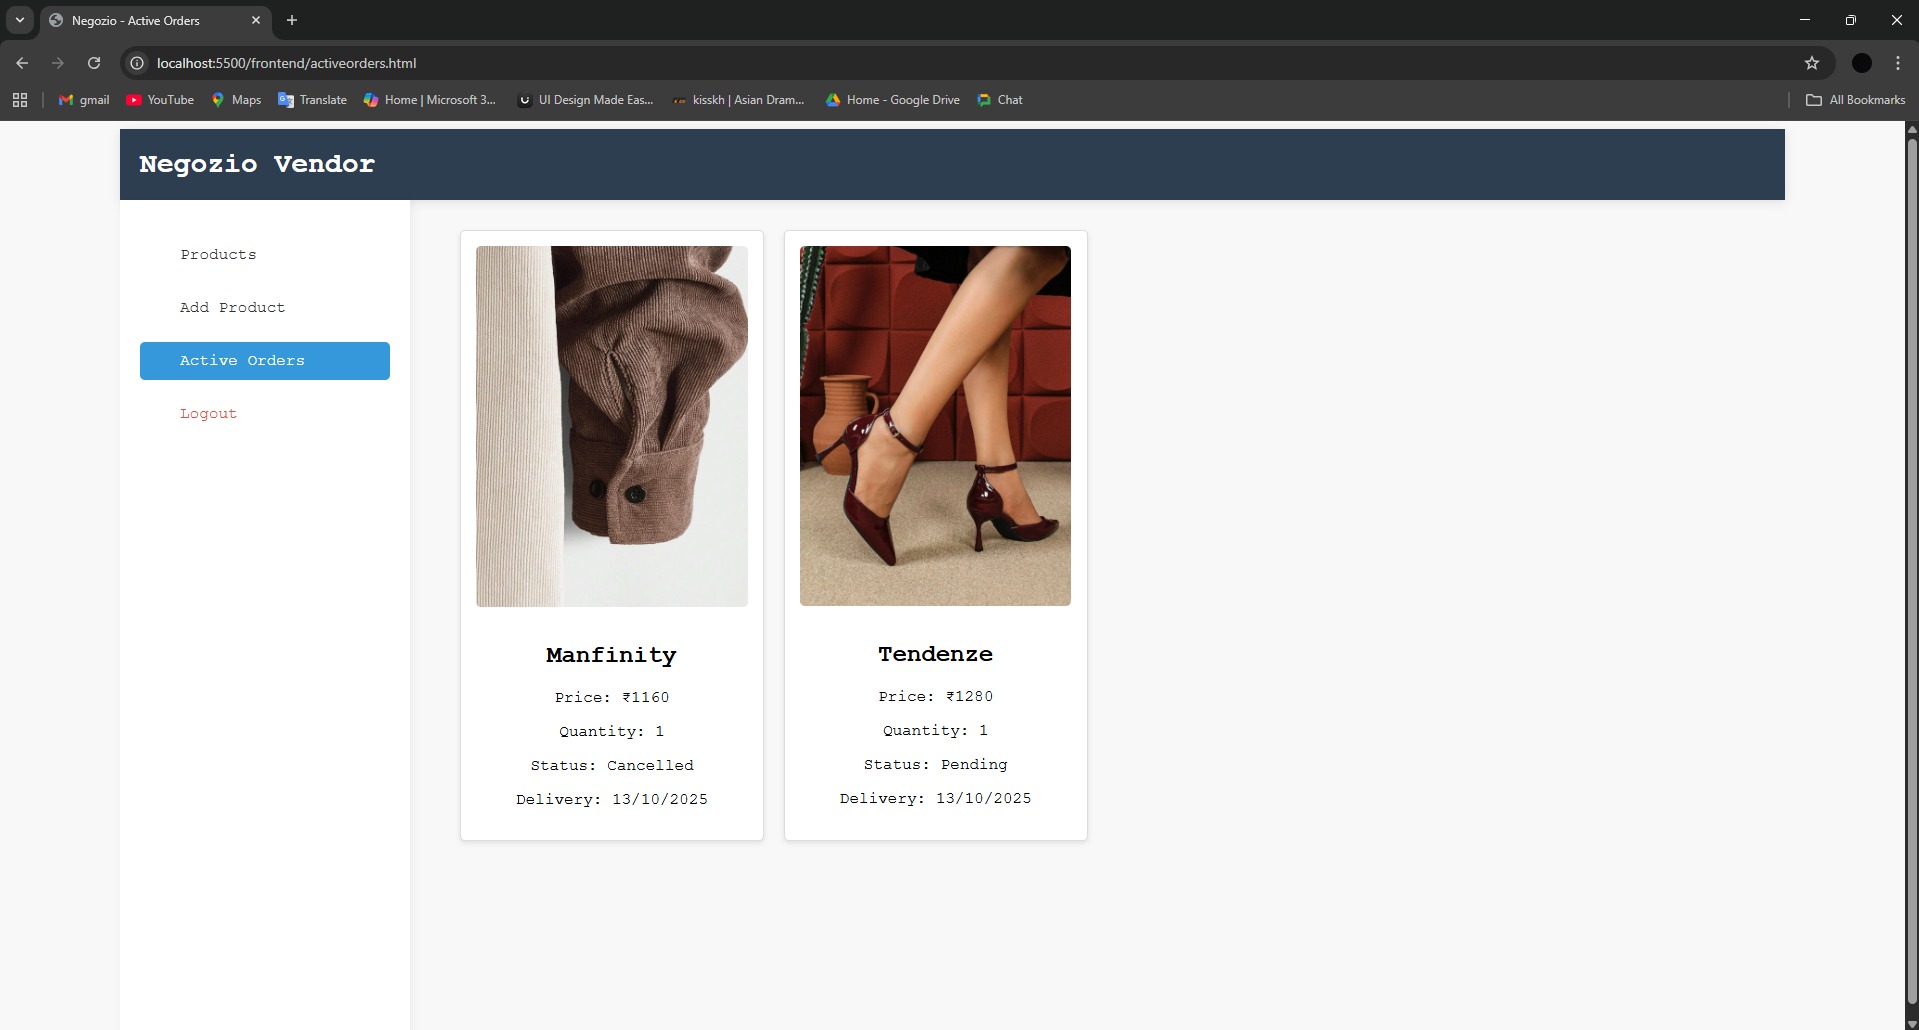 Negozio - Active Orders
localhost:5500/frontend/activeorders.html
gmail
YouTube
Maps
Translate
Home | Microsoft 3...
UI Design Made Eas...
kisskh | Asian Dram...
Home - Google Drive
Chat
All Bookmarks
Negozio Vendor
Products
Add Product
Active Orders
Logout
Manfinity
Price: ₹1160
Quantity: 1
Status: Cancelled
Delivery: 13/10/2025
Tendenze
Price: ₹1280
Quantity: 1
Status: Pending
Delivery: 13/10/2025